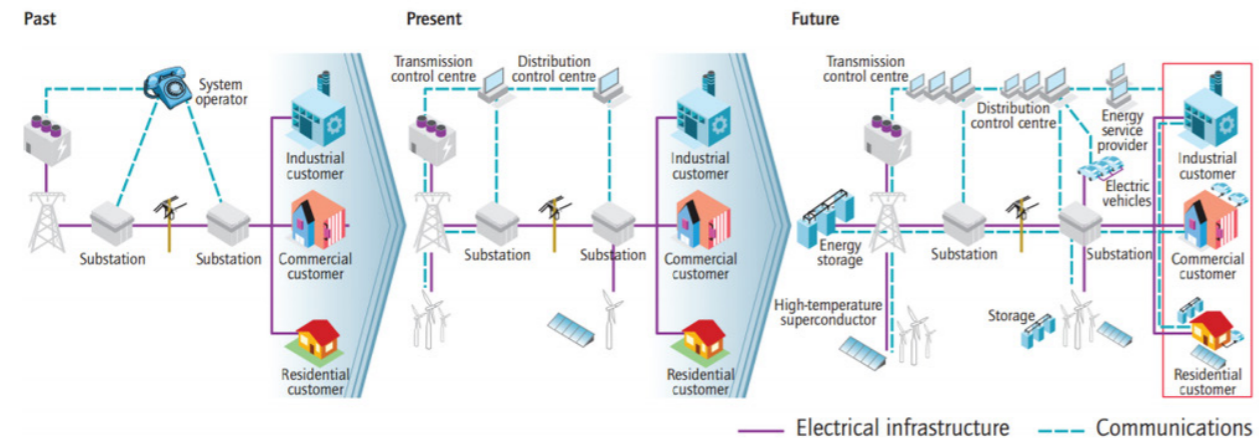 Past
System
operator
Substation
Substation
Industrial
customer
Commercial
customer
Residential
customer
Present
Transmission
control centre
Distribution
control centre
Substation
Substation
Industrial
customer
Commercial
customer
Residential
customer
Future
Transmission
control centre
Distribution
control centre
Energy
service
provider
Electric
vehicles
Energy
storage
Substation
Substation
High-temperature
superconductor
Storage
Industrial
customer
Commercial
customer
Residential
customer
Electrical infrastructure
Communications